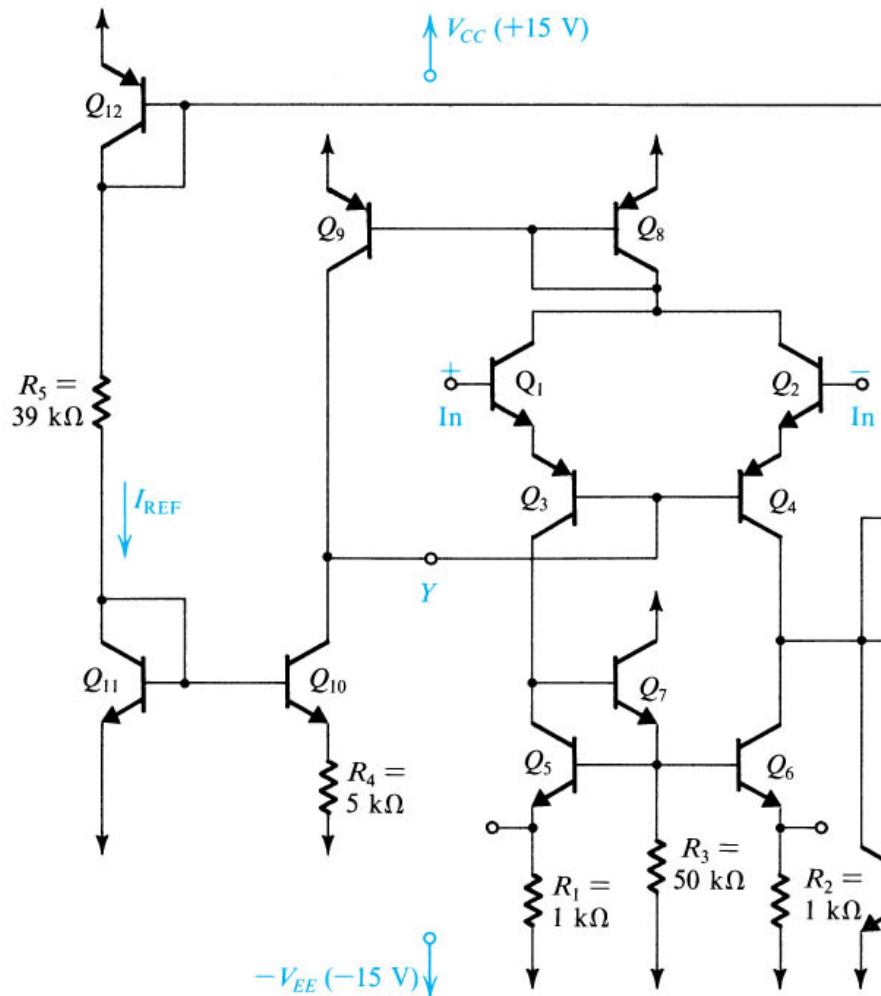 V_CC (+15 V)
Q_12
Q_9
Q_8
R_5 =
39 kΩ
+
In
Q_1
Q_2
−
In
I_REF
Q_3
Q_4
Y
Q_11
Q_10
Q_7
R_4 =
5 kΩ
Q_5
Q_6
R_3 =
50 kΩ
R_1 =
1 kΩ
R_2 =
1 kΩ
−V_EE (−15 V)